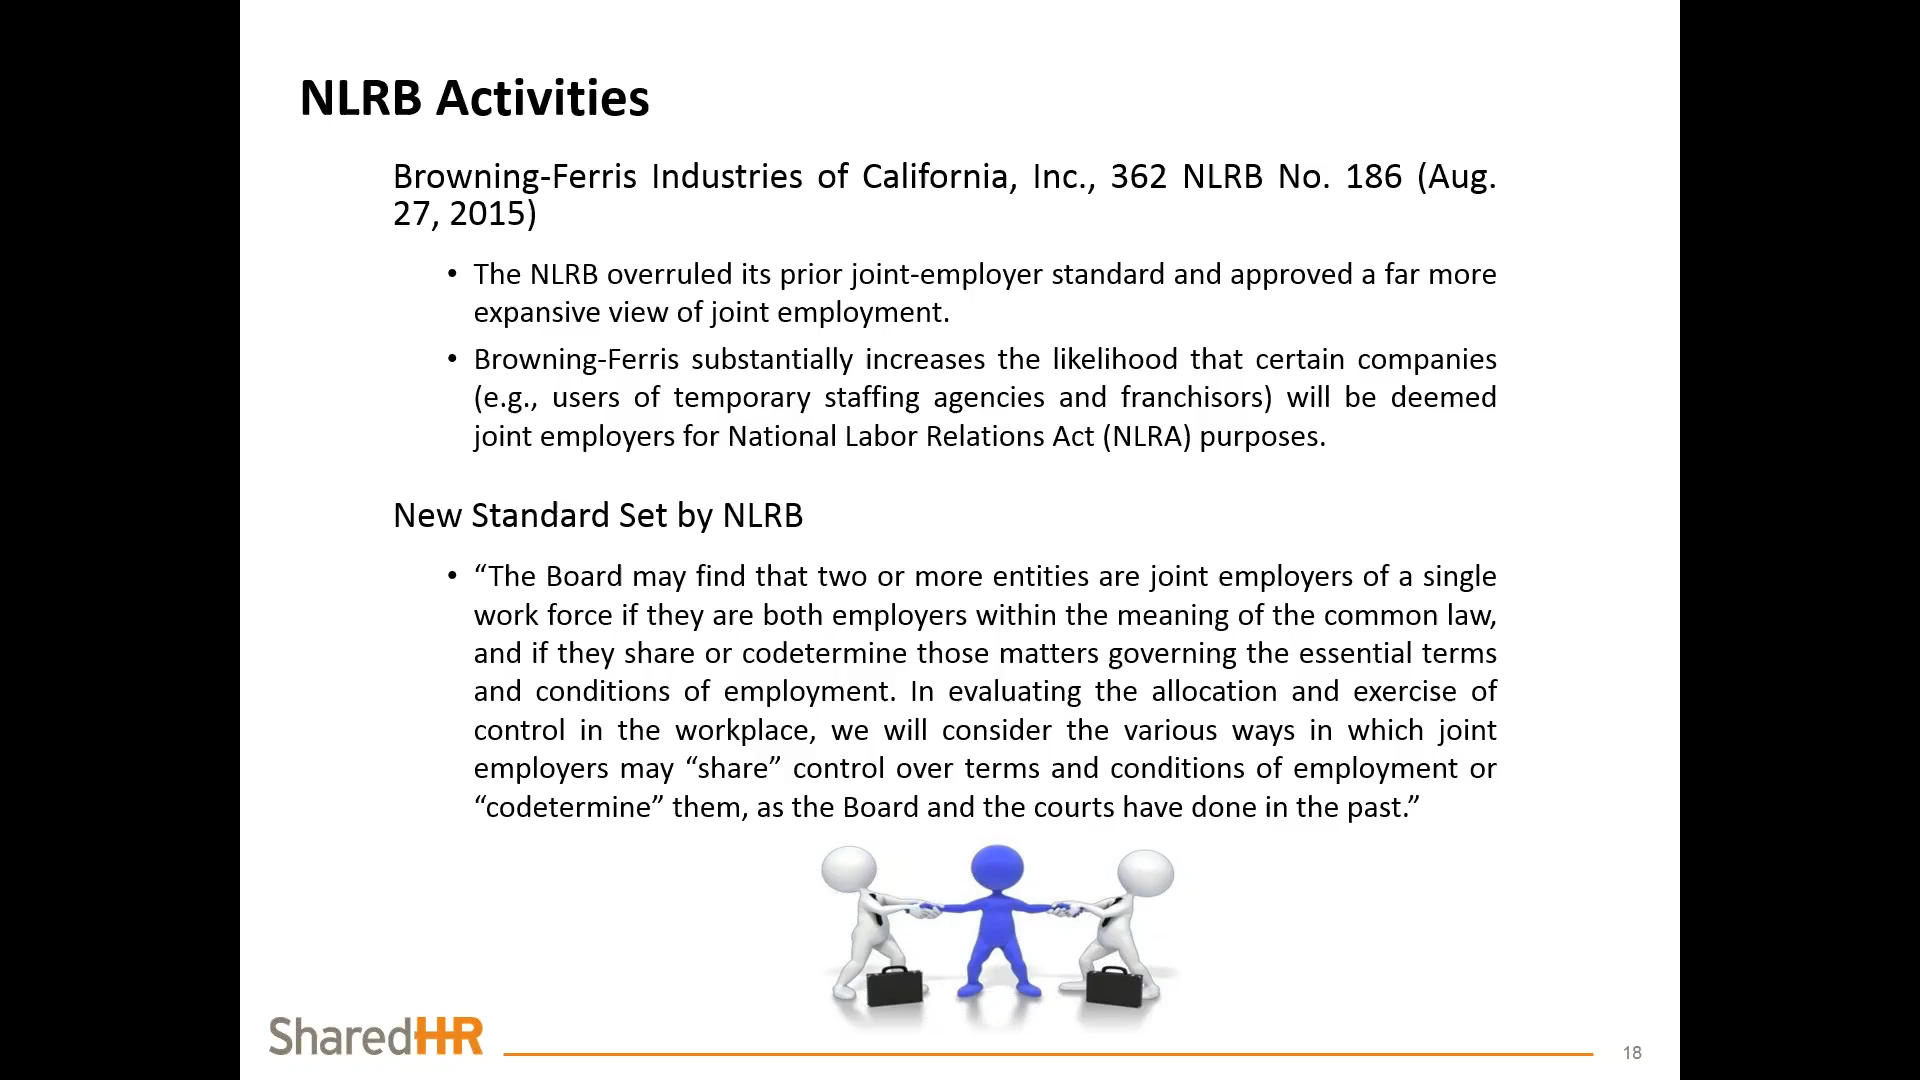 NLRB Activities
Browning-Ferris Industries of California, Inc., 362 NLRB No. 186 (Aug.
27, 2015)
• The NLRB overruled its prior joint-employer standard and approved a far more
expansive view of joint employment.
• Browning-Ferris substantially increases the likelihood that certain companies
(e.g., users of temporary staffing agencies and franchisors) will be deemed
joint employers for National Labor Relations Act (NLRA) purposes.
New Standard Set by NLRB
• “The Board may find that two or more entities are joint employers of a single
work force if they are both employers within the meaning of the common law,
and if they share or codetermine those matters governing the essential terms
and conditions of employment. In evaluating the allocation and exercise of
control in the workplace, we will consider the various ways in which joint
employers may “share” control over terms and conditions of employment or
“codetermine” them, as the Board and the courts have done in the past.”
SharedHR
18